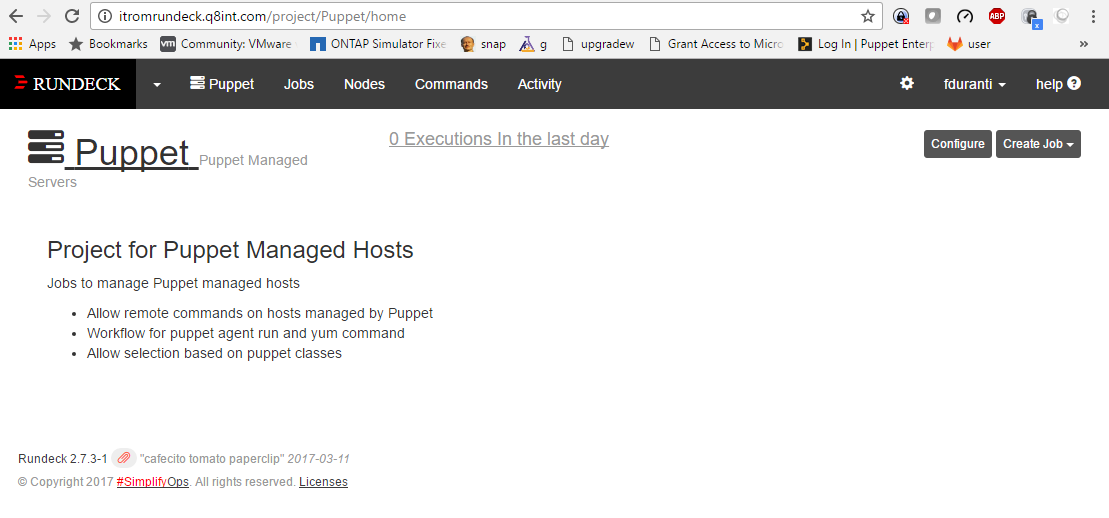 itromrundeck.q8int.com/project/Puppet/home
Apps Bookmarks vm Community: VMware ONTAP Simulator Fixe snap g upgradew Grant Access to Micro Log In | Puppet Enterp user »
RUNDECK Puppet Jobs Nodes Commands Activity fduranti help
Puppet Puppet Managed
Servers
0 Executions In the last day
Configure Create Job
Project for Puppet Managed Hosts
Jobs to manage Puppet managed hosts
• Allow remote commands on hosts managed by Puppet
• Workflow for puppet agent run and yum command
• Allow selection based on puppet classes
Rundeck 2.7.3-1 "cafecito tomato paperclip" 2017-03-11
© Copyright 2017 #SimplifyOps. All rights reserved. Licenses